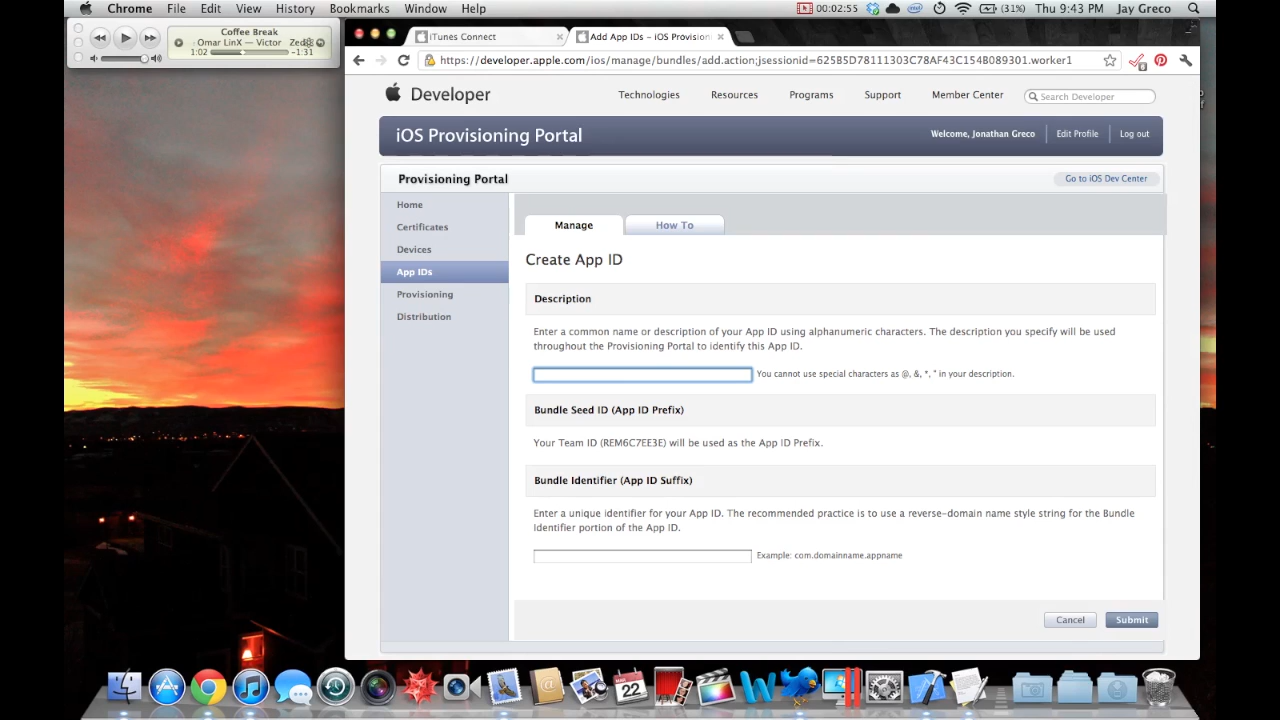 Chrome File Edit View History Bookmarks Window Help (31%) Thu 9:43 PM Jay Greco
Coffee Break
Omar LinX — Victor
1:02 -1:31
iTunes Connect
Add App IDs – iOS Provision
https://developer.apple.com/ios/manage/bundles/add.action;jsessionid=625B5D78111303C78AF43C154B089301.worker1
Developer
Technologies Resources Programs Support Member Center Search Developer
iOS Provisioning Portal
Welcome, Jonathan Greco Edit Profile Log out
Provisioning Portal
Go to iOS Dev Center
Home
Certificates
Devices
App IDs
Provisioning
Distribution
Manage How To
Create App ID
Description
Enter a common name or description of your App ID using alphanumeric characters. The description you specify will be used
throughout the Provisioning Portal to identify this App ID.
You cannot use special characters as @, &, *, " in your description.
Bundle Seed ID (App ID Prefix)
Your Team ID (REM6C7EE3E) will be used as the App ID Prefix.
Bundle Identifier (App ID Suffix)
Enter a unique identifier for your App ID. The recommended practice is to use a reverse-domain name style string for the Bundle
Identifier portion of the App ID.
Example: com.domainname.appname
Cancel Submit
22